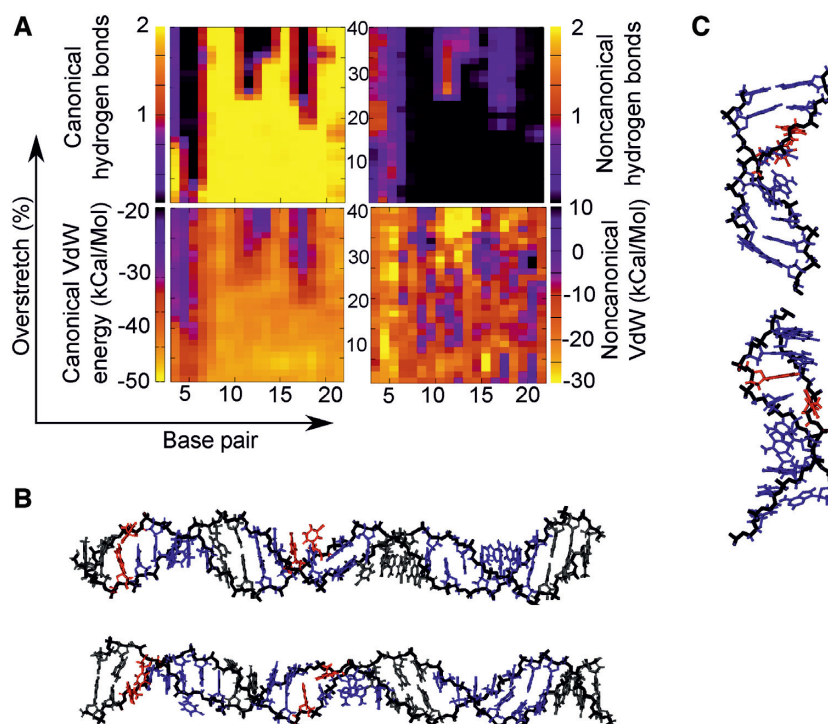 A
C
Overstretch (%)
Canonical
hydrogen bonds
2
1
40
30
20
10
2
1
Noncanonical
hydrogen bonds
Canonical VdW
energy (kCal/Mol)
-20
-30
-40
-50
40
30
20
10
10
0
-10
-20
-30
Noncanonical
VdW (kCal/Mol)
5 10 15 20 5 10 15 20
Base pair
B